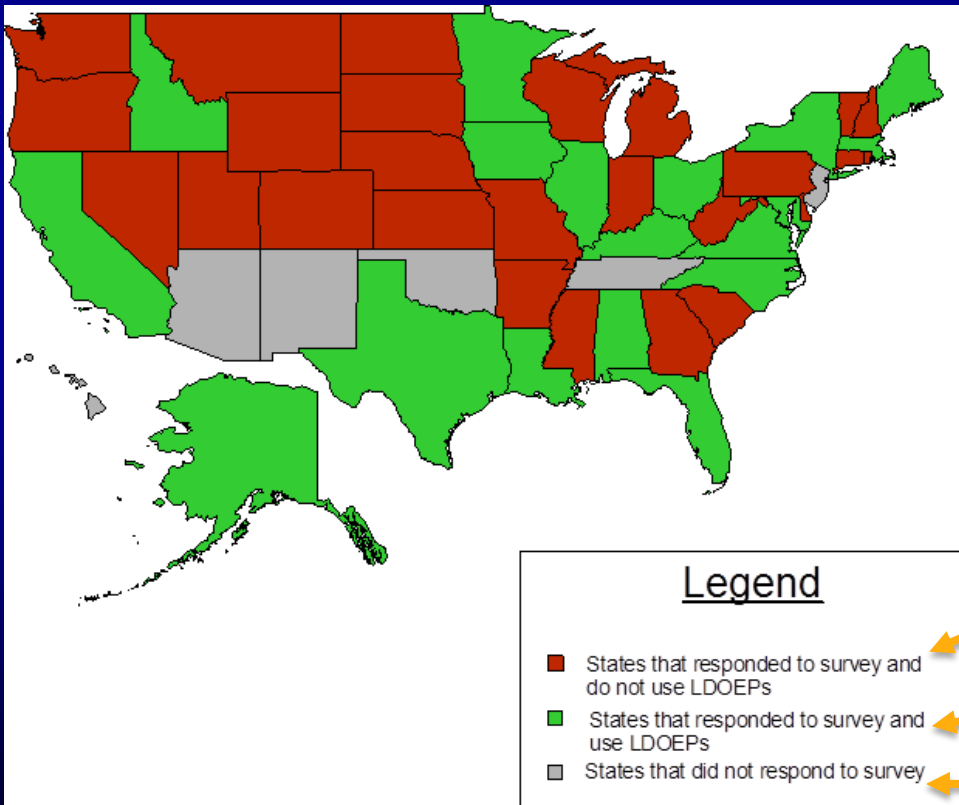 Legend
States that responded to survey and
do not use LDOEPs
States that responded to survey and
use LDOEPs
States that did not respond to survey